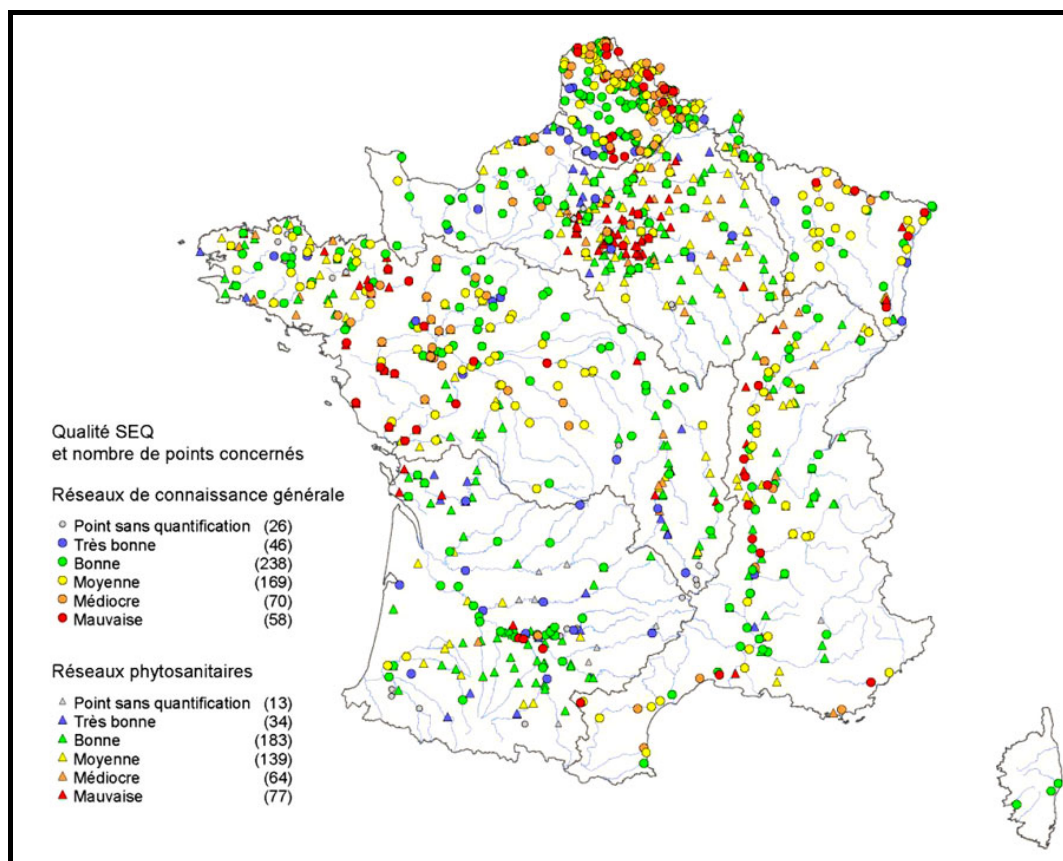 Qualité SEQ
et nombre de points concernés
Réseaux de connaissance générale
Point sans quantification (26)
Très bonne (46)
Bonne (238)
Moyenne (169)
Médiocre (70)
Mauvaise (58)
Réseaux phytosanitaires
Point sans quantification (13)
Très bonne (34)
Bonne (183)
Moyenne (139)
Médiocre (64)
Mauvaise (77)